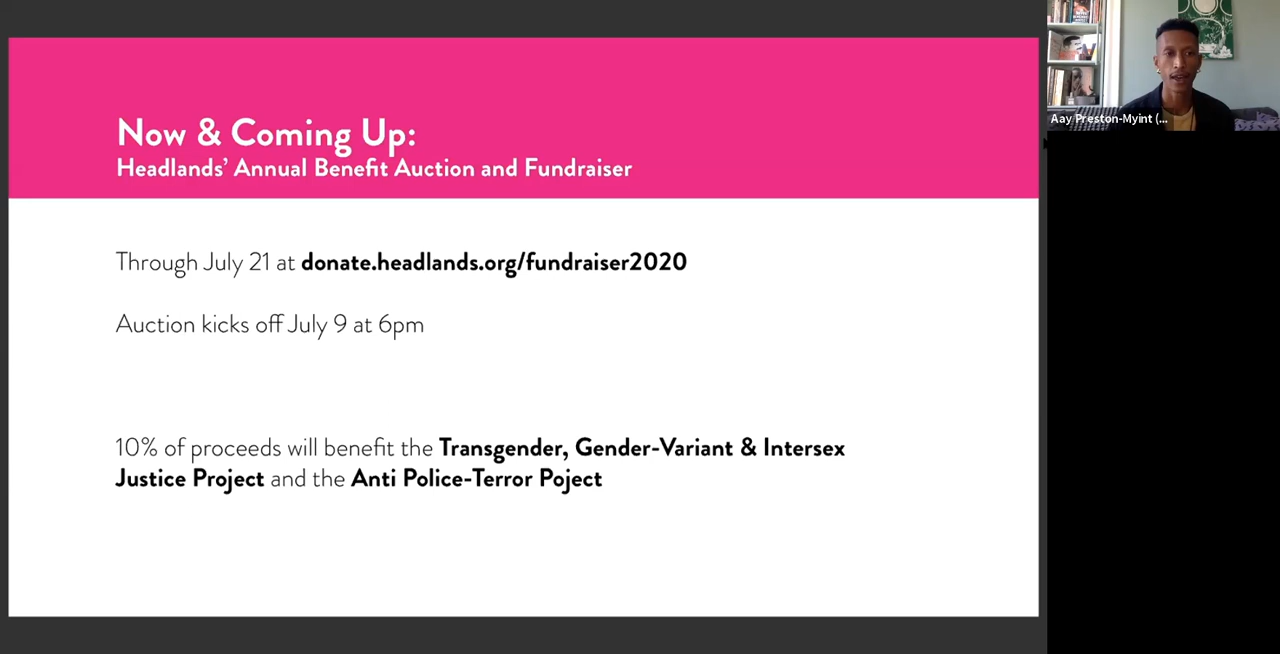 Now & Coming Up:
Headlands' Annual Benefit Auction and Fundraiser
Through July 21 at donate.headlands.org/fundraiser2020
Auction kicks off July 9 at 6pm
10% of proceeds will benefit the Transgender, Gender-Variant & Intersex
Justice Project and the Anti Police-Terror Poject
Aay Preston-Myint (...